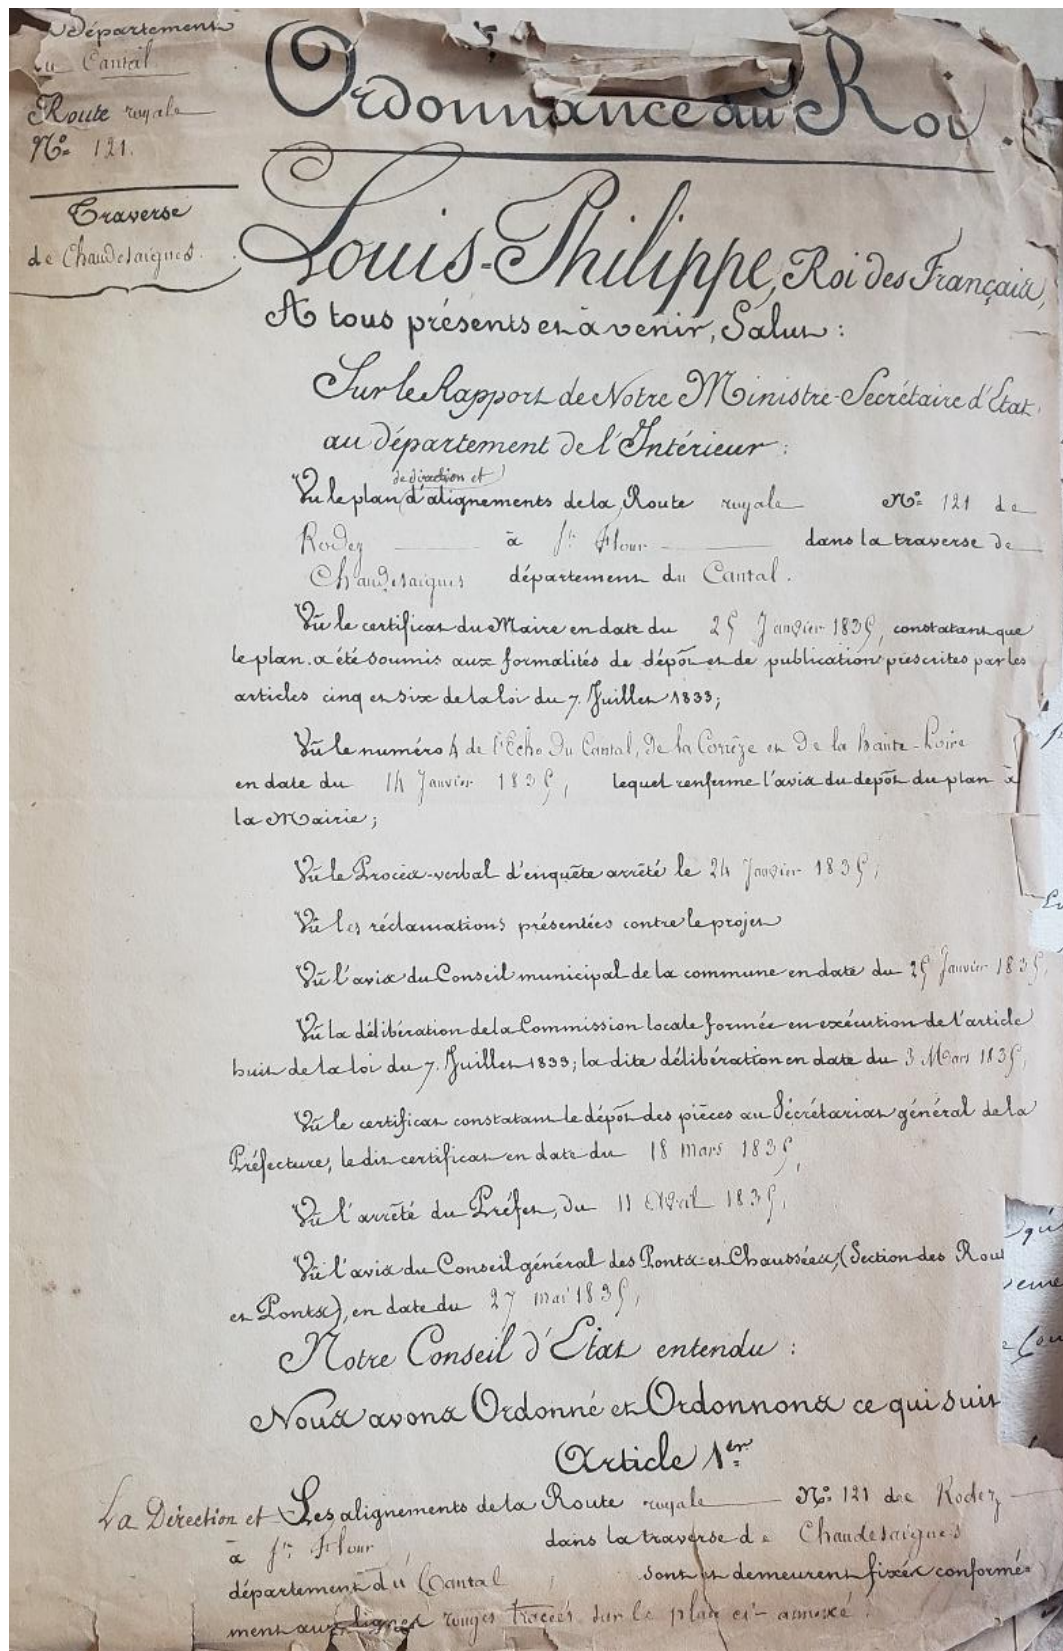 Département
du Cantal
Route royale
Nº 121.
Traverse
de Chaudesaigues.
Ordonnance du Roi.
Louis-Philippe, Roi des Français,
A tous présents et à venir, Salut :
Sur le Rapport de Notre Ministre-Secrétaire d'Etat
au département de l'Intérieur :
de direction et
Vu le plan d'alignements de la Route royale Nº 121 de
Rodez à St Flour dans la traverse de
Chaudesaigues département du Cantal.
Vu le certificat du Maire en date du 25 Janvier 1835, constatant que
le plan a été soumis aux formalités de dépôt et de publication prescrites par les
articles cinq et six de la loi du 7 Juillet 1833;
Vu le numéro 4 de l'Echo du Cantal, de la Corrèze et de la haute-Loire
en date du 14 Janvier 1835, lequel renferme l'avis du depôt du plan à
la Mairie;
Vu le Procès-verbal d'enquête arrêté le 24 Janvier 1835;
Vu les réclamations présentées contre le projet
Vu l'avis du Conseil municipal de la commune en date du 25 Janvier 1835,
Vu la délibération de la Commission locale formée en exécution de l'article
huit de la loi du 7 Juillet 1833; la dite délibération en date du 3 Mars 1835,
Vu le certificat constatant le dépôt des pièces au Sécrétariat général de la
Préfecture, le dit certificat en date du 18 mars 1835,
Vu l'arrêté du Préfet, du 11 Avril 1835,
Vu l'avis du Conseil général des Ponts-et-Chaussées, (Section des Rout
et Ponts), en date du 27 mai 1835,
Notre Conseil d'Etat entendu :
Nous avons Ordonné et Ordonnons ce qui suit
Article 1er
La Direction et Les alignements de la Route royale Nº 121 de Rodez
à St Flour dans la traverse de Chaudesaigues
département du Cantal, sont et demeurent fixés conformé-
ment aux lignes rouges tracées sur le plan ci-annexé.